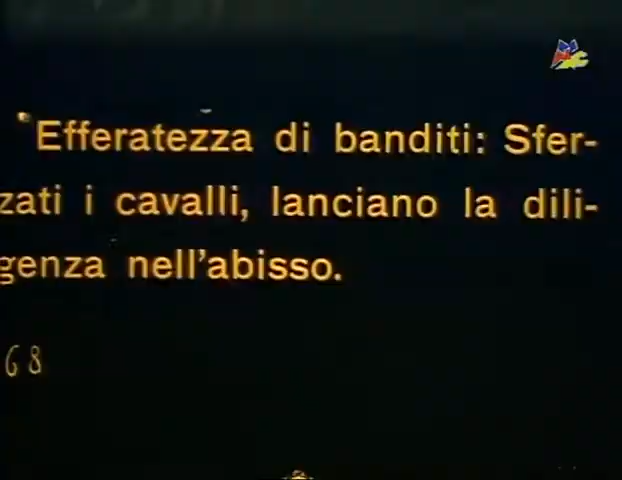 Efferatezza di banditi: Sfer-
zati i cavalli, lanciano la dili-
genza nell'abisso.
68